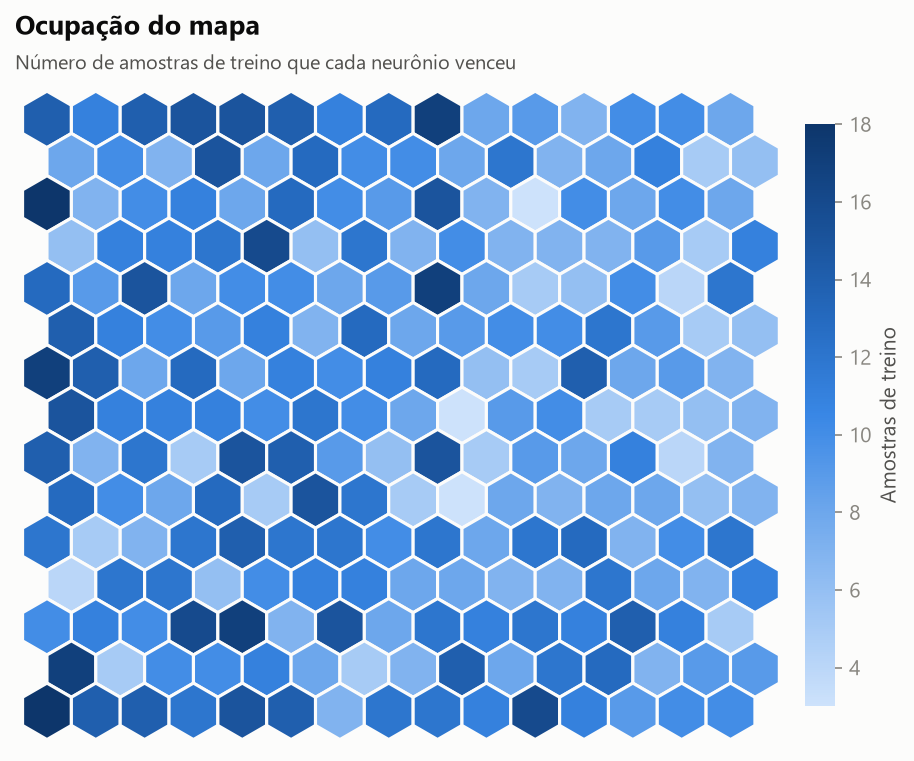 Ocupação do mapa
Número de amostras de treino que cada neurônio venceu
18
16
14
12
10
8
6
4
Amostras de treino